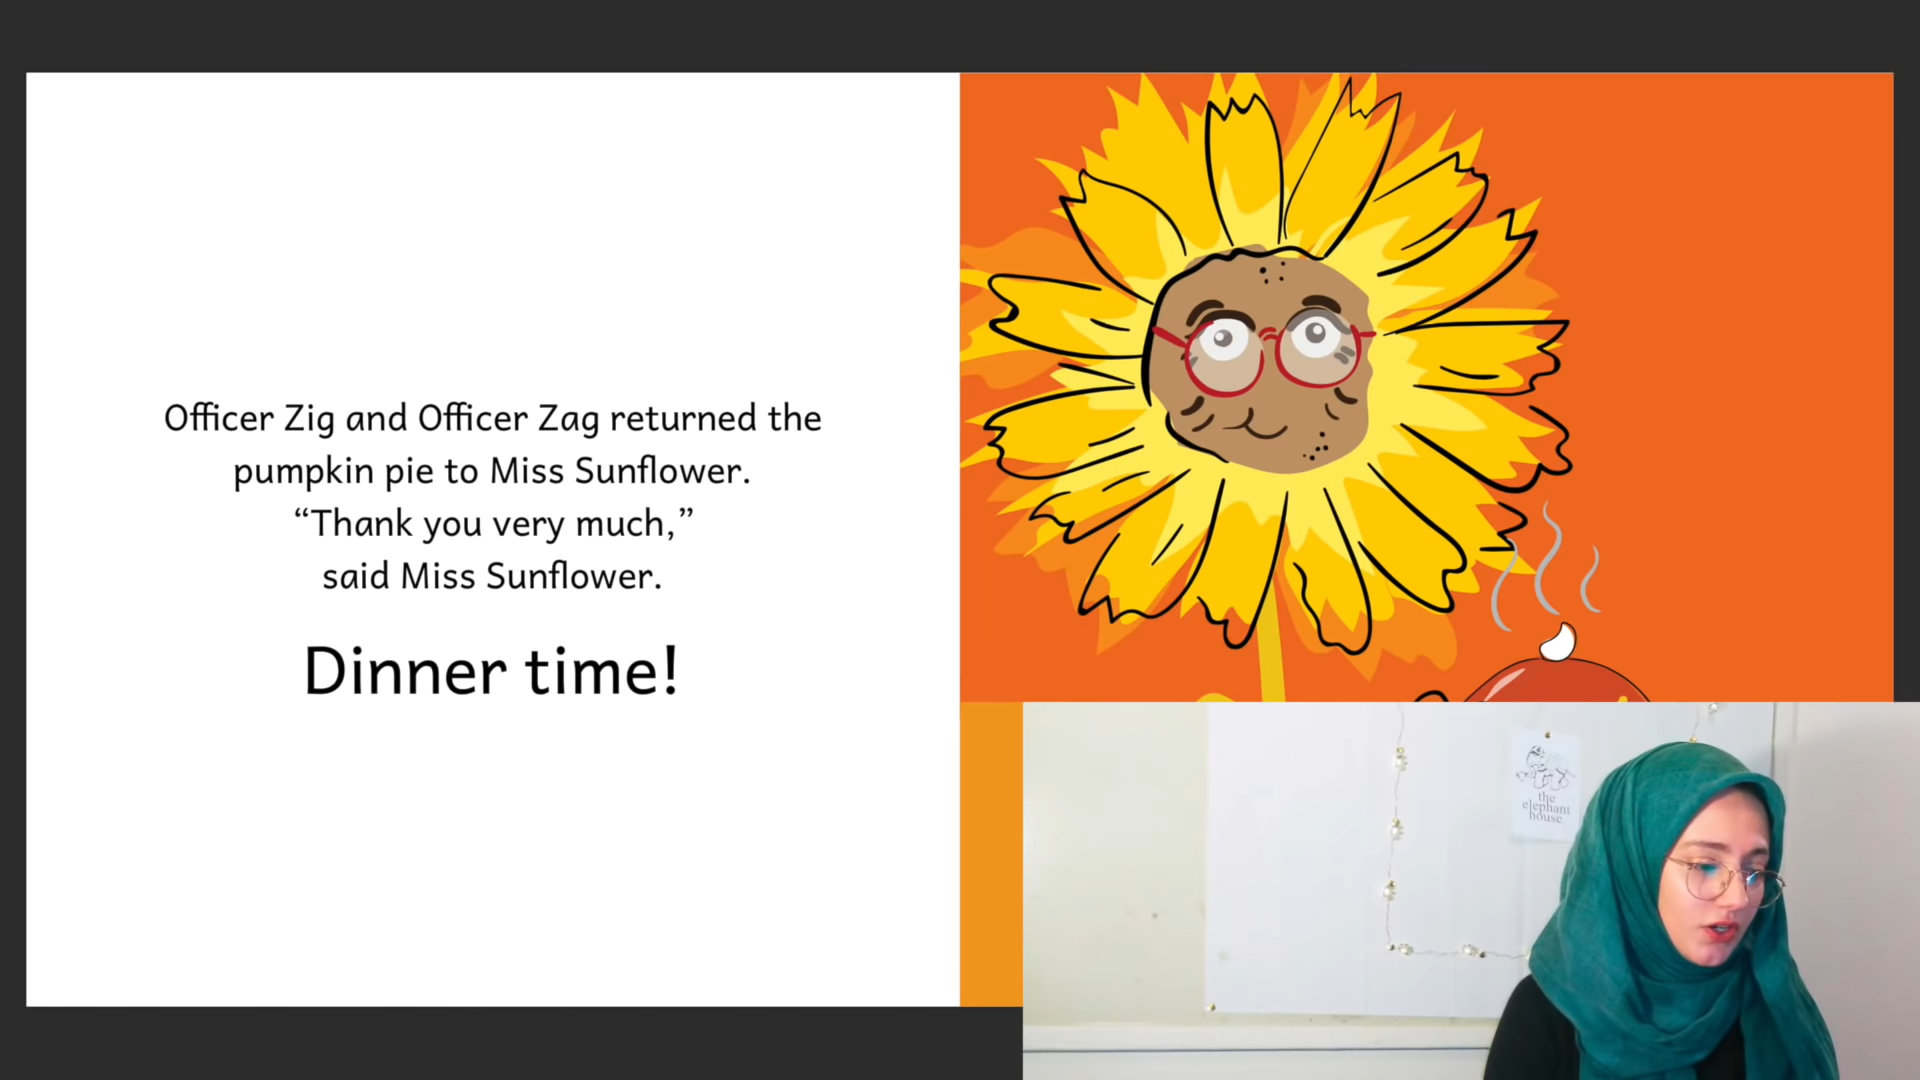 Officer Zig and Officer Zag returned the
pumpkin pie to Miss Sunflower.
“Thank you very much,”
said Miss Sunflower.
Dinner time!
the
elephant
house